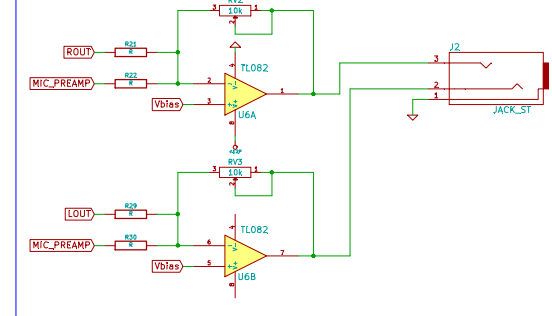 RV2
3 10k 1
2
ROUT R21 R
4 TL082
MIC_PREAMP R22 R 2
V-
V+
1
Vbias 3
U6A
8
J2
3
2
1
JACK_ST
RV3
3 10k 1
2
LOUT R29 R
4 TL082
MIC_PREAMP R30 R 6
V-
V+
7
Vbias 5
U6B
8